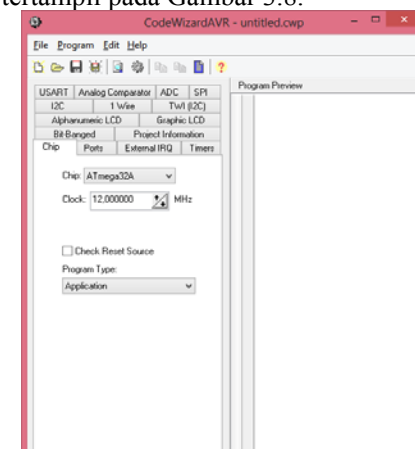 tertampil pada Gambar 3.8.
CodeWizardAVR - untitled.cwp
File Program Edit Help
USART Analog Comparator ADC SPI
I2C 1 Wire TWI (I2C)
Alphanumeric LCD Graphic LCD
Bit-Banged Project Information
Chip Ports External IRQ Timers
Program Preview
Chip: ATmega32A
Clock: 12,000000 MHz
Check Reset Source
Program Type:
Application